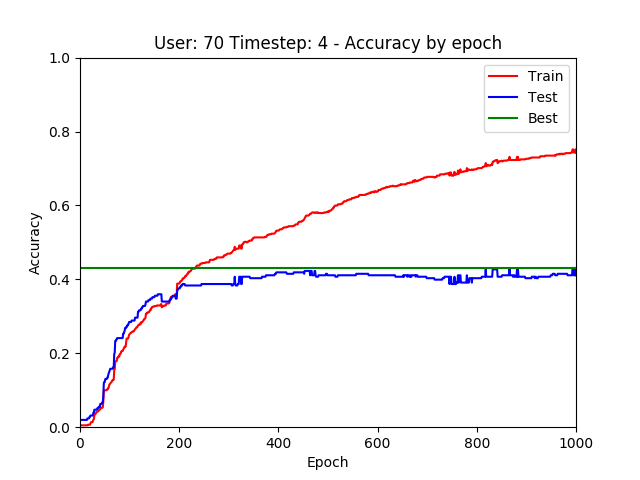 User: 70 Timestep: 4 - Accuracy by epoch
1.0
0.8
0.6
0.4
0.2
0.0
Accuracy
Train
Test
Best
0 200 400 600 800 1000
Epoch